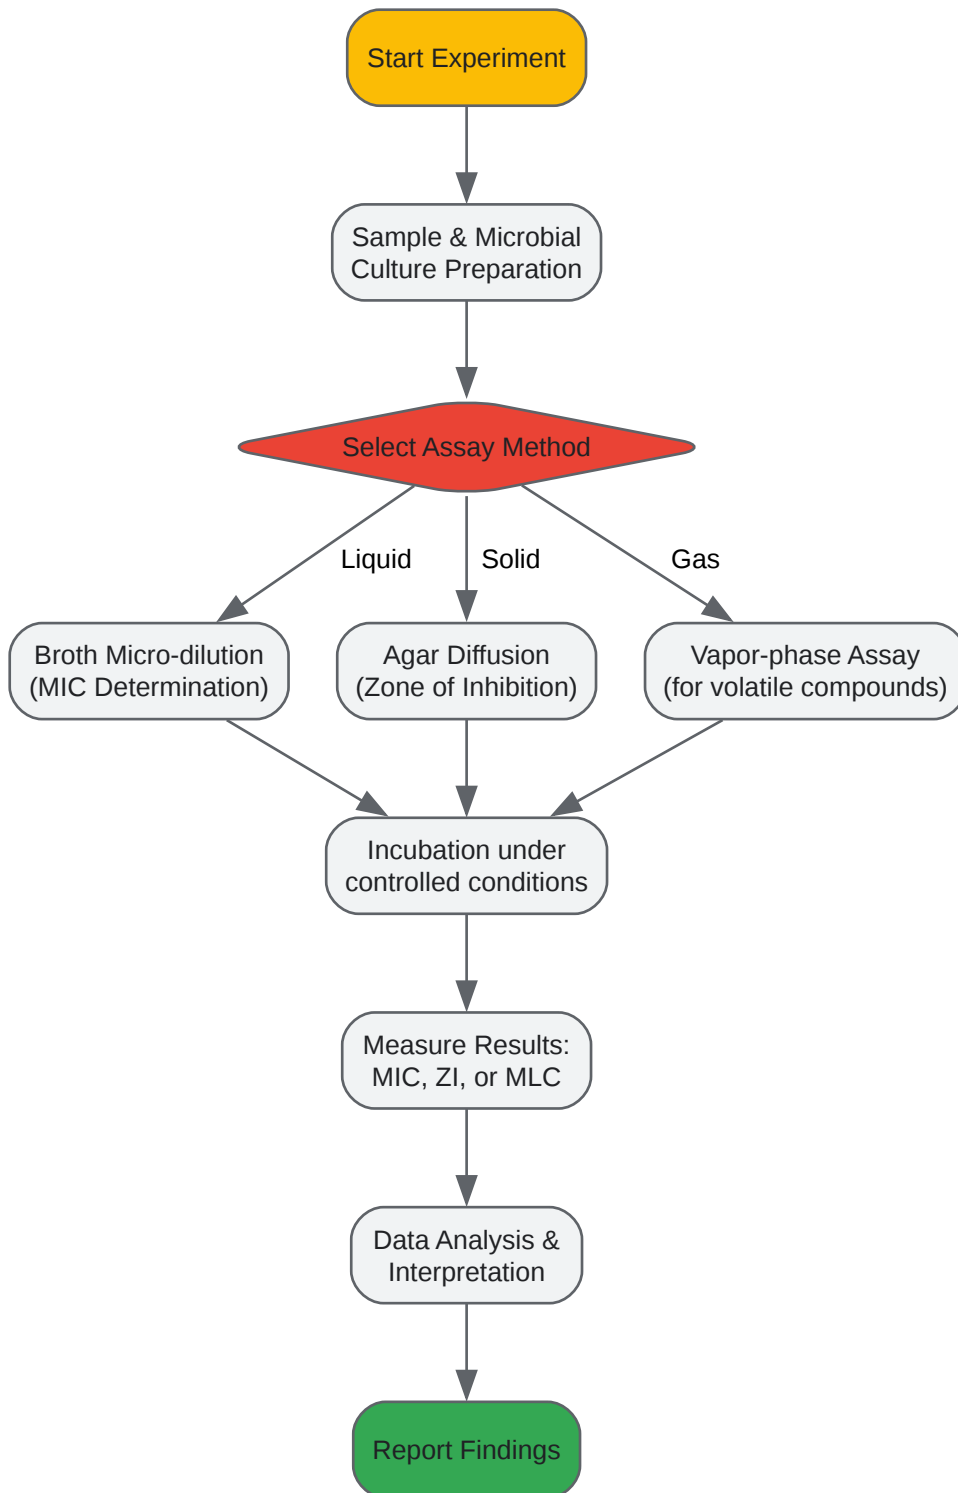 Start Experiment
Sample & Microbial
Culture Preparation
Select Assay Method
Liquid
Solid
Gas
Broth Micro-dilution
(MIC Determination)
Agar Diffusion
(Zone of Inhibition)
Vapor-phase Assay
(for volatile compounds)
Incubation under
controlled conditions
Measure Results:
MIC, ZI, or MLC
Data Analysis &
Interpretation
Report Findings